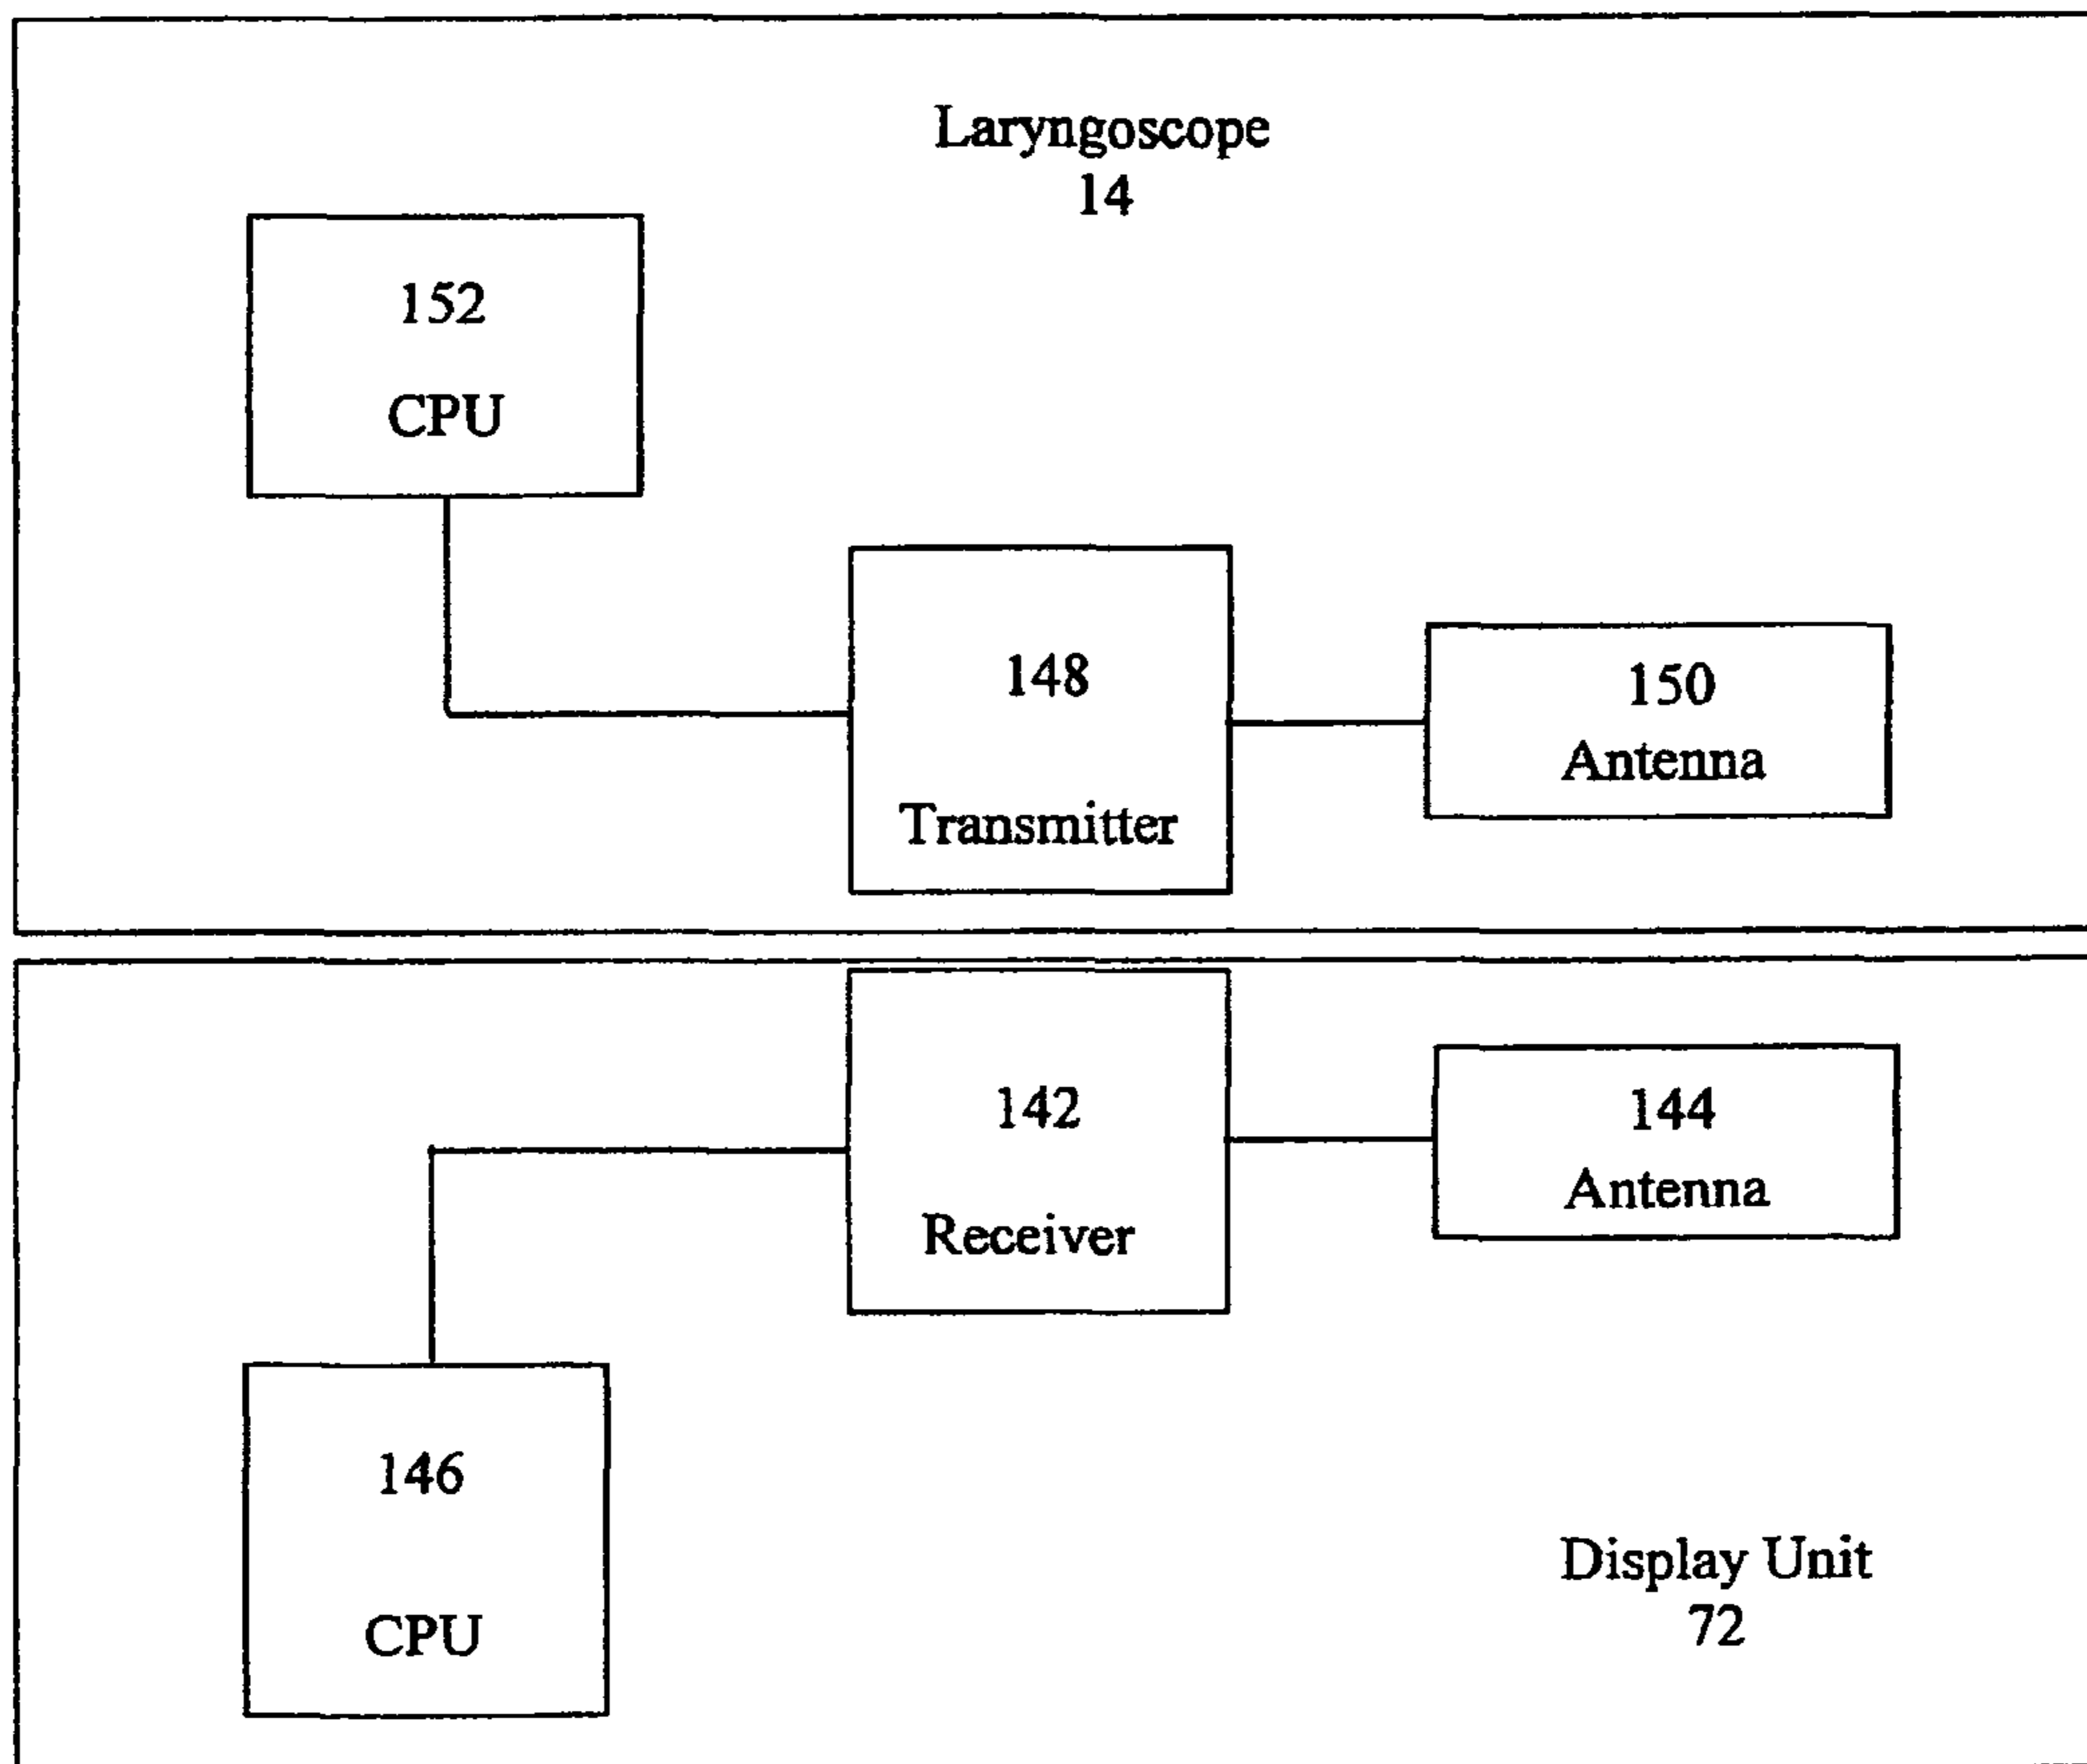 Laryngoscope
14
152
CPU
148
Transmitter
150
Antenna
142
Receiver
144
Antenna
146
CPU
Display Unit
72